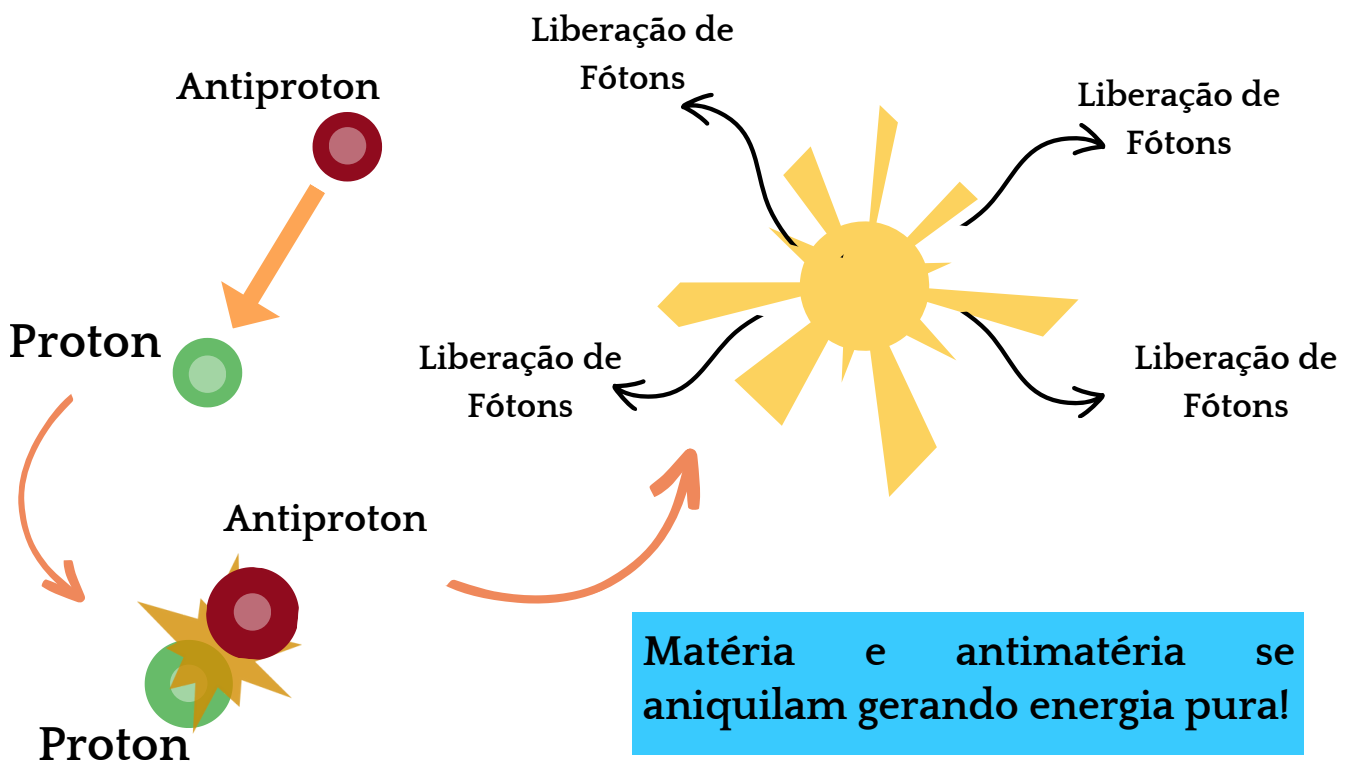 Antiproton
Proton
Antiproton
Proton
Liberação de
Fótons
Liberação de
Fótons
Liberação de
Fótons
Liberação de
Fótons
Matéria e antimatéria se
aniquilam gerando energia pura!